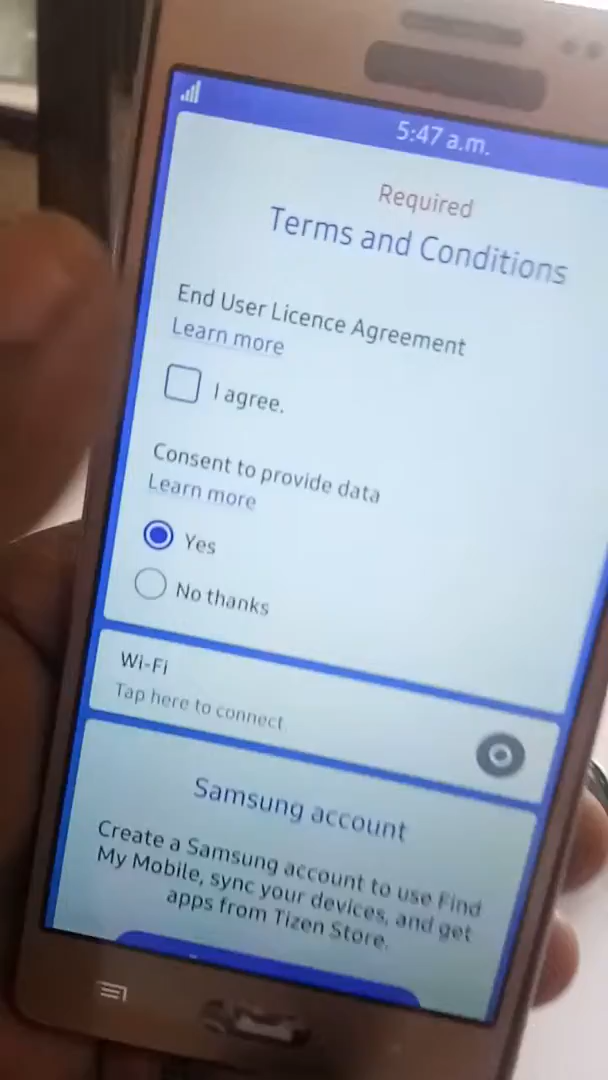 5:47 a.m.
Required
Terms and Conditions
End User Licence Agreement
Learn more
I agree.
Consent to provide data
Learn more
Yes
No thanks
Wi-Fi
Tap here to connect
Samsung account
Create a Samsung account to use Find
My Mobile, sync your devices, and get
apps from Tizen Store.